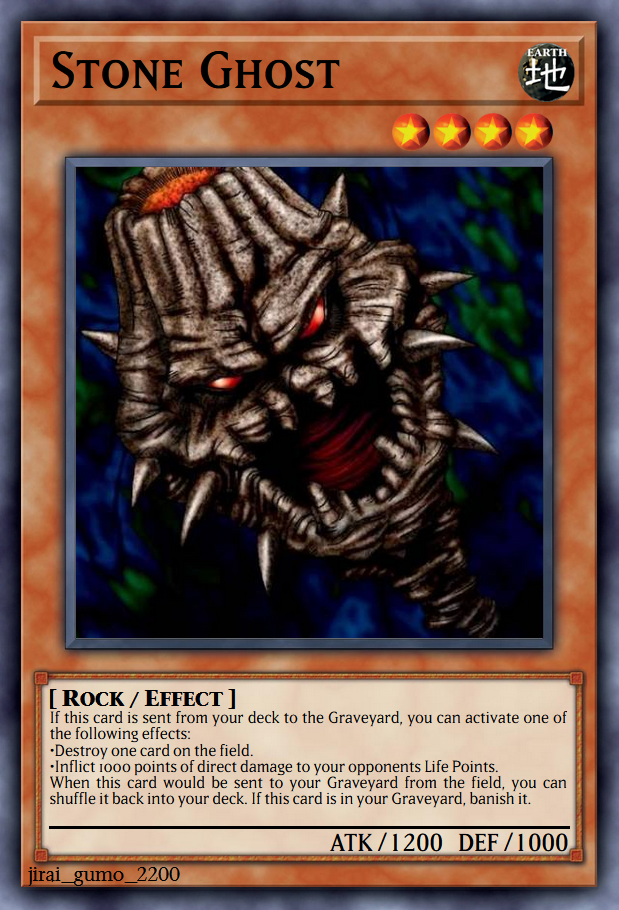 Stone Ghost
EARTH
地
[ Rock / Effect ]
If this card is sent from your deck to the Graveyard, you can activate one of
the following effects:
•Destroy one card on the field.
•Inflict 1000 points of direct damage to your opponents Life Points.
When this card would be sent to your Graveyard from the field, you can
shuffle it back into your deck. If this card is in your Graveyard, banish it.
ATK / 1200 DEF / 1000
jirai_gumo_2200